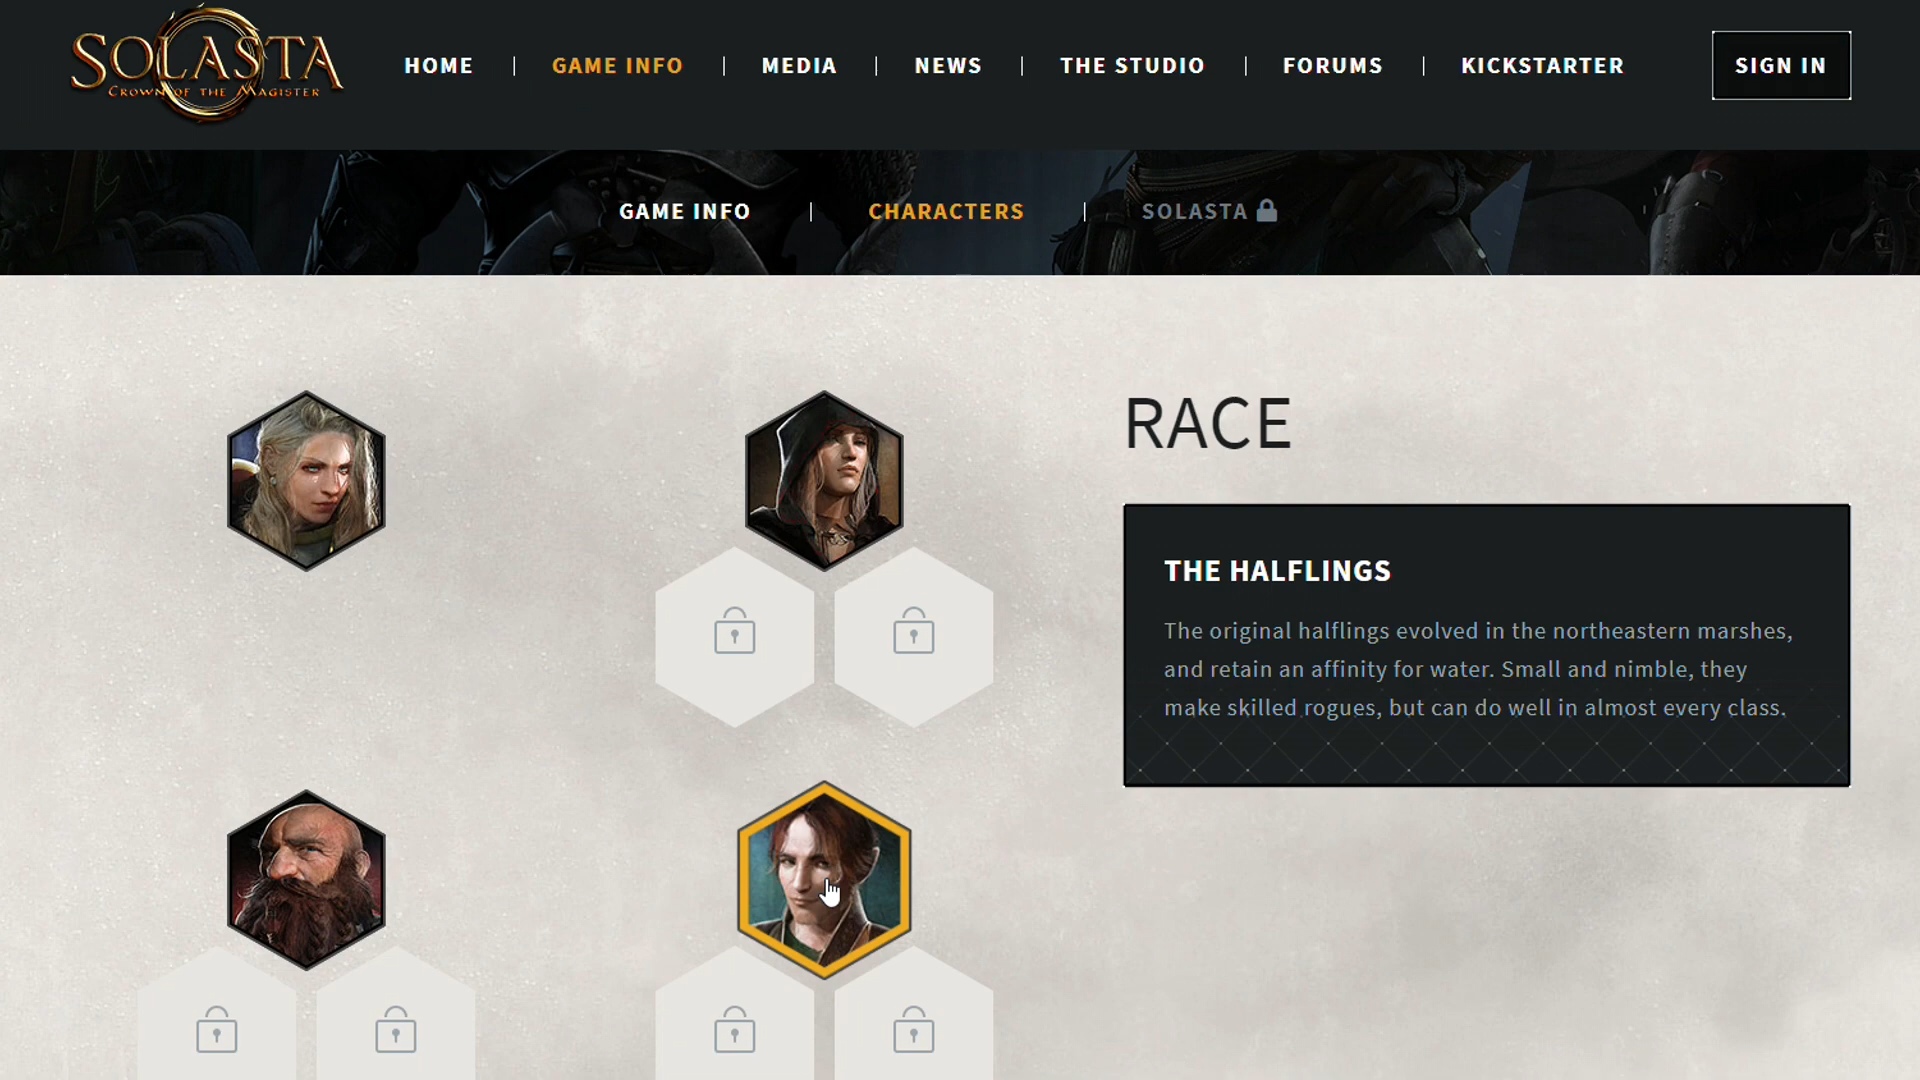 SOLASTA
CROWN OF THE MAGISTER
HOME | GAME INFO | MEDIA | NEWS | THE STUDIO | FORUMS | KICKSTARTER
SIGN IN
GAME INFO | CHARACTERS | SOLASTA
RACE
THE HALFLINGS
The original halflings evolved in the northeastern marshes,
and retain an affinity for water. Small and nimble, they
make skilled rogues, but can do well in almost every class.